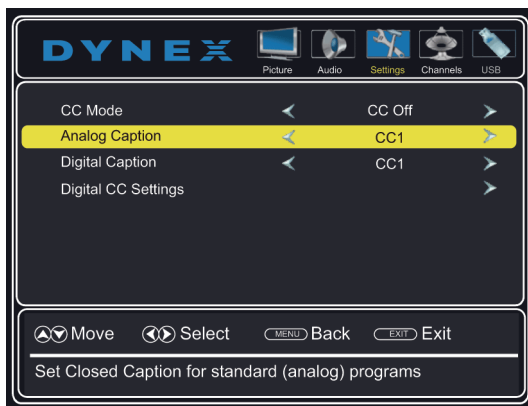 DYNEX
Picture Audio Settings Channels USB
CC Mode CC Off
Analog Caption CC1
Digital Caption CC1
Digital CC Settings
Move Select MENU Back EXIT Exit
Set Closed Caption for standard (analog) programs